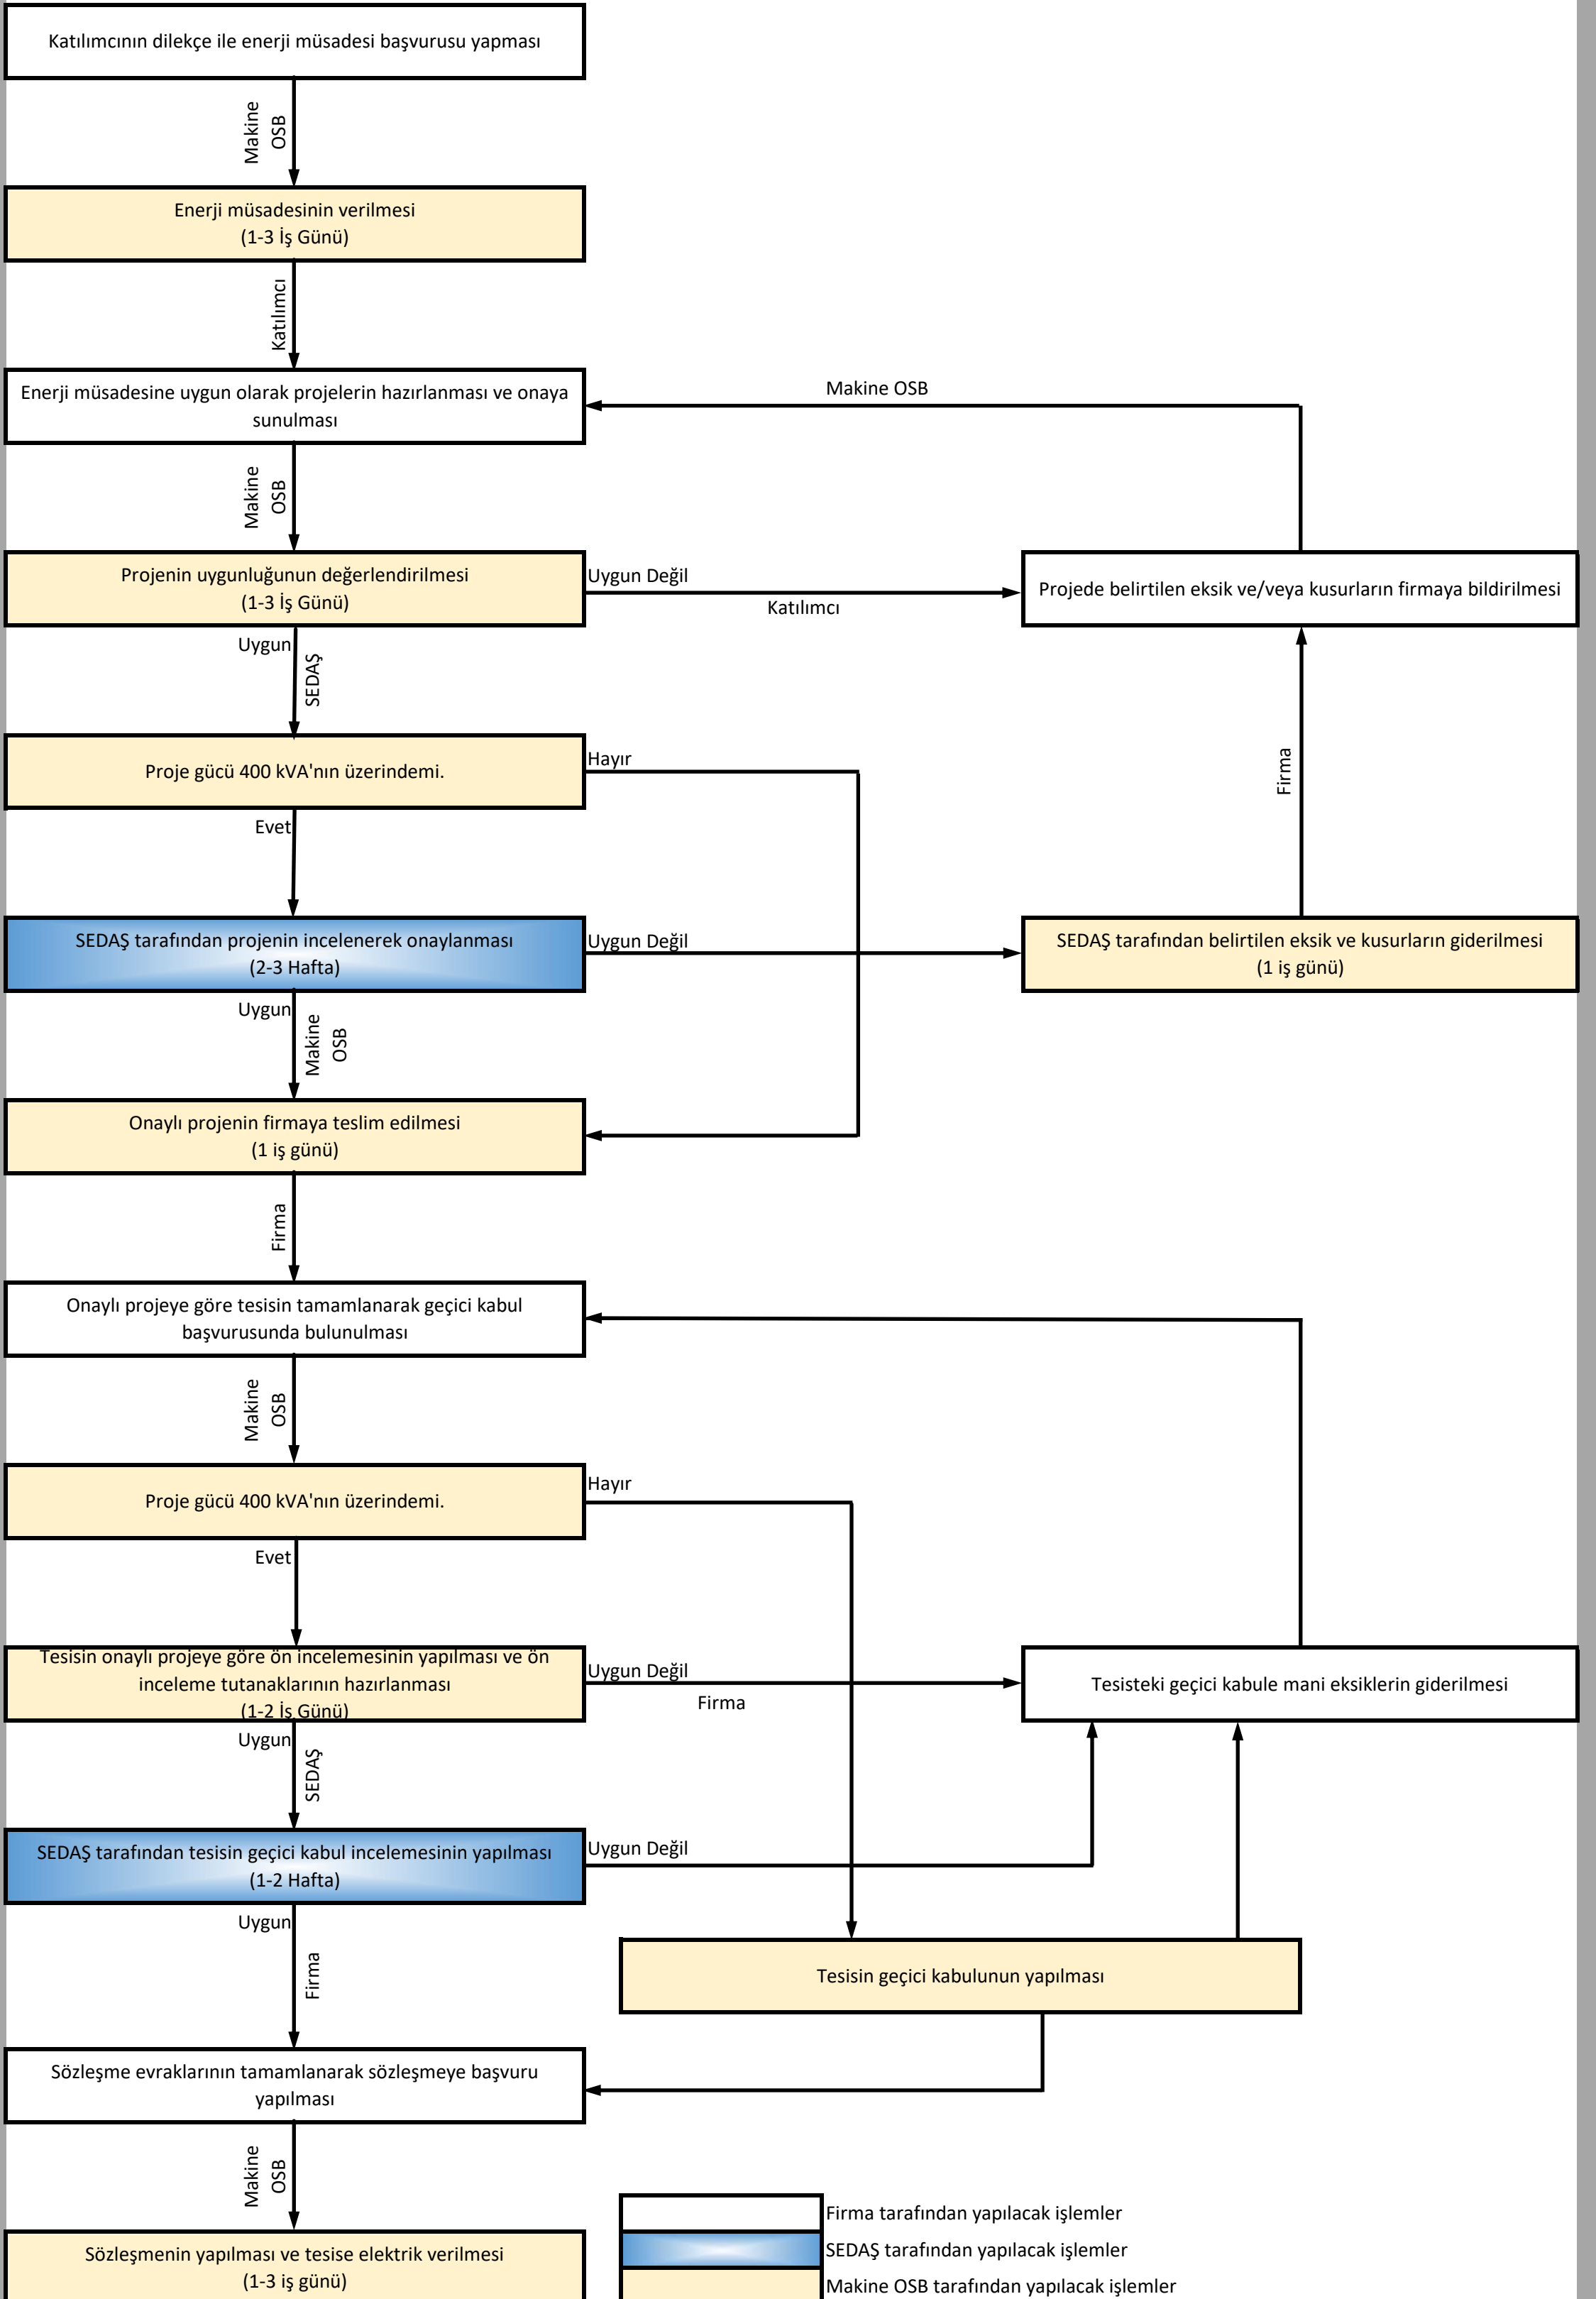 Katılımcının dilekçe ile enerji müsadesi başvurusu yapması
Makine
OSB
Enerji müsadesinin verilmesi
(1-3 İş Günü)
Katılımcı
Enerji müsadesine uygun olarak projelerin hazırlanması ve onaya
sunulması
Makine OSB
Makine
OSB
Projenin uygunluğunun değerlendirilmesi
(1-3 İş Günü)
Uygun Değil
Katılımcı
Projede belirtilen eksik ve/veya kusurların firmaya bildirilmesi
Uygun
SEDAŞ
Proje gücü 400 kVA'nın üzerindemi.
Hayır
Firma
Evet
SEDAŞ tarafından projenin incelenerek onaylanması
(2-3 Hafta)
Uygun Değil
SEDAŞ tarafından belirtilen eksik ve kusurların giderilmesi
(1 iş günü)
Uygun
Makine
OSB
Onaylı projenin firmaya teslim edilmesi
(1 iş günü)
Firma
Onaylı projeye göre tesisin tamamlanarak geçici kabul
başvurusunda bulunulması
Makine
OSB
Proje gücü 400 kVA'nın üzerindemi.
Hayır
Evet
Tesisin onaylı projeye göre ön incelemesinin yapılması ve ön
inceleme tutanaklarının hazırlanması
(1-2 İş Günü)
Uygun Değil
Firma
Tesisteki geçici kabule mani eksiklerin giderilmesi
Uygun
SEDAŞ
SEDAŞ tarafından tesisin geçici kabul incelemesinin yapılması
(1-2 Hafta)
Uygun Değil
Uygun
Firma
Tesisin geçici kabulunun yapılması
Sözleşme evraklarının tamamlanarak sözleşmeye başvuru
yapılması
Makine
OSB
Sözleşmenin yapılması ve tesise elektrik verilmesi
(1-3 iş günü)
Firma tarafından yapılacak işlemler
SEDAŞ tarafından yapılacak işlemler
Makine OSB tarafından yapılacak işlemler